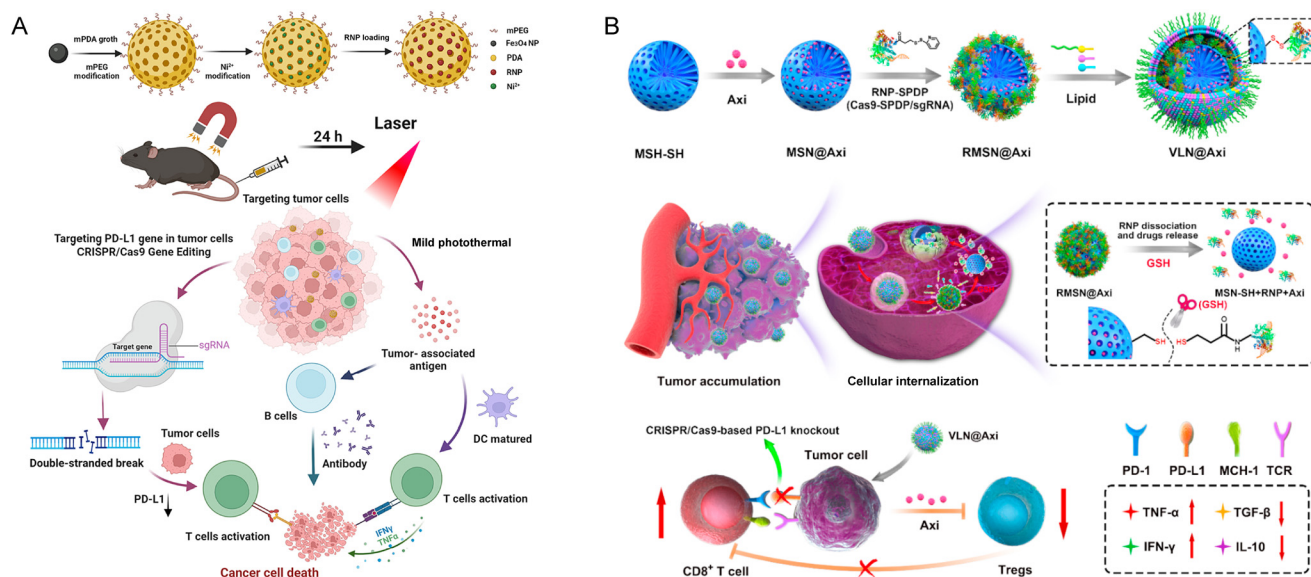 A
mPDA groth
mPEG
modification
Ni²⁺
modification
RNP loading
mPEG
Fe₃O₄ NP
PDA
RNP
Ni²⁺
24 h
Laser
Targeting tumor cells
Targeting PD-L1 gene in tumor cells
CRISPR/Cas9 Gene Editing
Mild photothermal
Target gene
sgRNA
Tumor- associated
antigen
B cells
DC matured
Double-stranded break
Tumor cells
Antibody
PD-L1
T cells activation
T cells activation
IFNγ
TNFα
Cancer cell death
B
Axi
RNP-SPDP
(Cas9-SPDP/sgRNA)
Lipid
MSH-SH
MSN@Axi
RMSN@Axi
VLN@Axi
S
S
O
N
H
Tumor accumulation
Cellular internalization
RNP dissociation
and drugs release
GSH
RMSN@Axi
MSN-SH+RNP+Axi
(GSH)
SH
HS
O
N
H
CRISPR/Cas9-based PD-L1 knockout
Tumor cell
VLN@Axi
Axi
CD8⁺ T cell
Tregs
PD-1
PD-L1
MCH-1
TCR
TNF-α
TGF-β
IFN-γ
IL-10